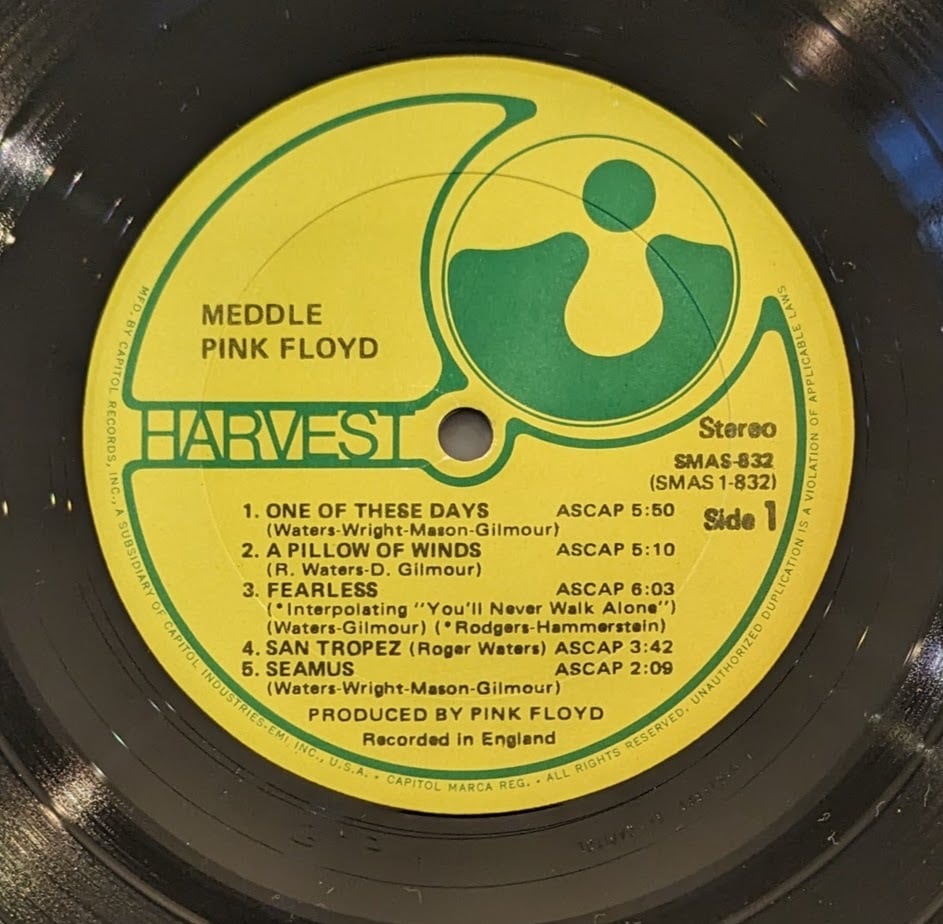 MEDDLE
PINK FLOYD
HARVEST
Stereo
SMAS-832
(SMAS 1-832)
Side 1
1. ONE OF THESE DAYS ASCAP 5:50
(Waters-Wright-Mason-Gilmour)
2. A PILLOW OF WINDS ASCAP 5:10
(R. Waters-D. Gilmour)
3. FEARLESS ASCAP 6:03
(*Interpolating "You'll Never Walk Alone")
(Waters-Gilmour) (*Rodgers-Hammerstein)
4. SAN TROPEZ (Roger Waters) ASCAP 3:42
5. SEAMUS ASCAP 2:09
(Waters-Wright-Mason-Gilmour)
PRODUCED BY PINK FLOYD
Recorded in England
MFD. BY CAPITOL RECORDS, INC., A SUBSIDIARY OF CAPITOL INDUSTRIES-EMI, INC., U.S.A. • CAPITOL MARCA REG. • ALL RIGHTS RESERVED. UNAUTHORIZED DUPLICATION IS A VIOLATION OF APPLICABLE LAWS